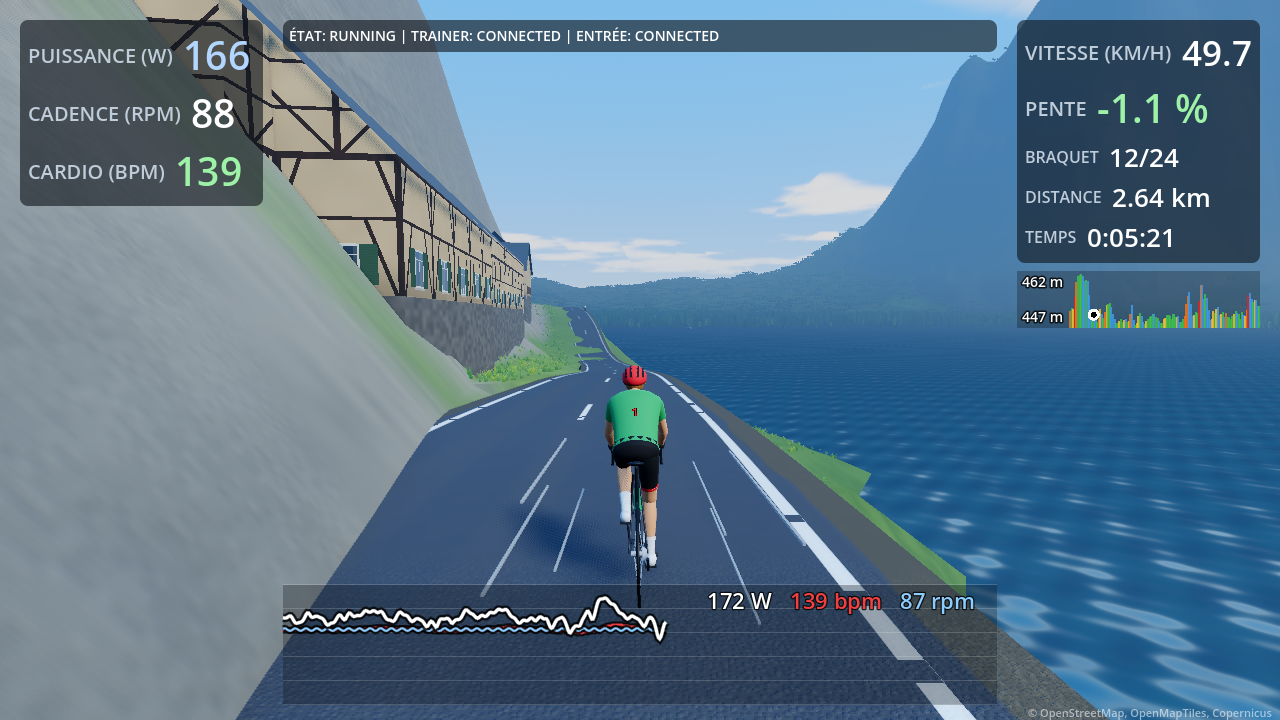 PUISSANCE (W) 166
CADENCE (RPM) 88
CARDIO (BPM) 139
ÉTAT: RUNNING | TRAINER: CONNECTED | ENTRÉE: CONNECTED
VITESSE (KM/H) 49.7
PENTE -1.1 %
BRAQUET 12/24
DISTANCE 2.64 km
TEMPS 0:05:21
462 m
447 m
172 W 139 bpm 87 rpm
© OpenStreetMap, OpenMapTiles, Copernicus